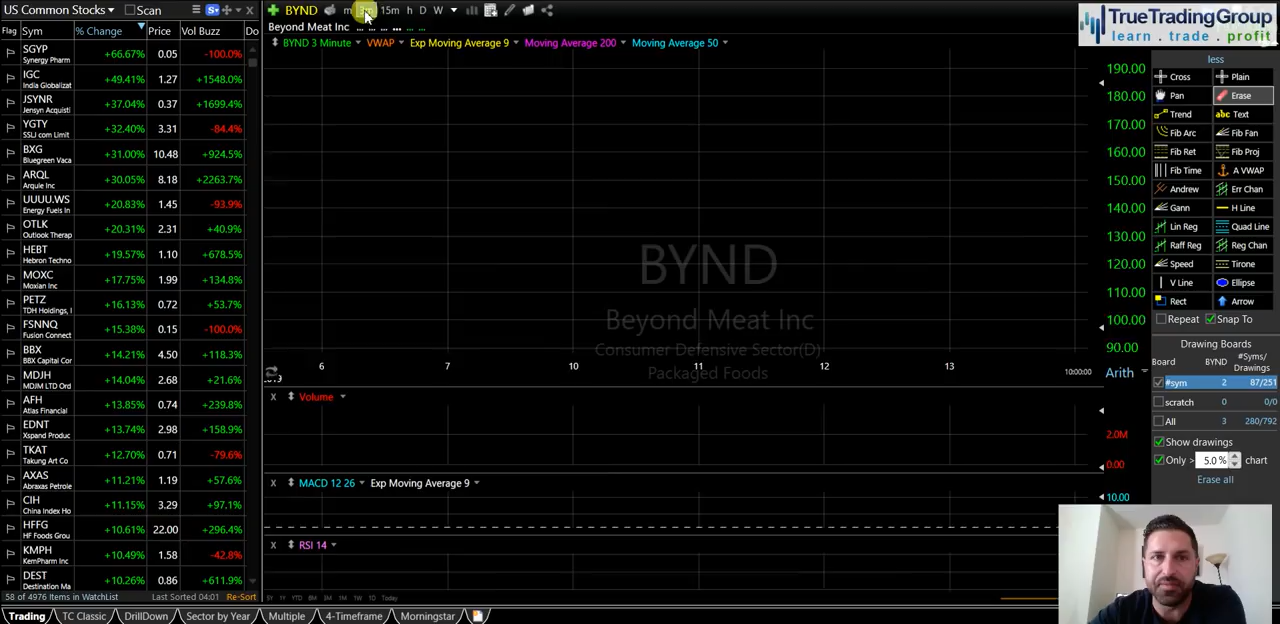 US Common Stocks Scan
Flag Sym % Change Price Vol Buzz Do
SGYP +66.67% 0.05 -100.0%
Synergy Pharm
IGC +49.41% 1.27 +1548.0%
India Globalizat
JSYNR +37.04% 0.37 +1699.4%
Jensyn Acquisti
YGTY +32.40% 3.31 -84.4%
SSLJ com Limit
BXG +31.00% 10.48 +924.5%
Bluegreen Vaca
ARQL +30.05% 8.18 +2263.7%
Arqule Inc
UUUU.WS +20.83% 1.45 -93.9%
Energy Fuels In
OTLK +20.31% 2.31 +40.9%
Outlook Therap
HEBT +19.57% 1.10 +678.5%
Hebron Techno
MOXC +17.75% 1.99 +134.8%
Moxian Inc
PETZ +16.13% 0.72 +53.7%
TDH Holdings, I
FSNNQ +15.38% 0.15 -100.0%
Fusion Connect
BBX +14.21% 4.50 +118.3%
BBX Capital Cor
MDJH +14.04% 2.68 +21.6%
MDJM LTD Ord
AFH +13.85% 0.74 +239.8%
Atlas Financial
EDNT +13.74% 2.98 +158.9%
Xspand Produc
TKAT +12.70% 0.71 -79.6%
Takung Art Co
AXAS +11.21% 1.19 +57.6%
Abraxas Petrole
CIH +11.15% 3.29 +97.1%
China Index Ho
HFFG +10.61% 22.00 +296.4%
HF Foods Grou
KMPH +10.49% 1.58 -42.8%
KemPharm Inc
DEST +10.26% 0.86 +611.9%
Destination Ma
58 of 4976 Items in WatchList Last Sorted 04:01 Re-Sort
Trading TC Classic DrillDown Sector by Year Multiple 4-Timeframe Morningstar
BYND m 3m 15m h D W
Beyond Meat Inc ... ... ... ... ... ...
BYND 3 Minute VWAP Exp Moving Average 9 Moving Average 200 Moving Average 50
190.00
180.00
170.00
160.00
150.00
140.00
130.00
120.00
110.00
100.00
90.00
BYND
Beyond Meat Inc
Consumer Defensive Sector(D)
Packaged Foods
6 7 10 11 12 13 10:00:00
Arith
X Volume
2.0M
0.00
X MACD 12 26 Exp Moving Average 9
10.00
X RSI 14
5Y 1Y YTD 6M 3M 1M 1W 1D Today
TrueTradingGroup
learn . trade . profit
less
Cross Plain
Pan Erase
Trend abc Text
Fib Arc Fib Fan
Fib Ret Fib Proj
Fib Time A VWAP
Andrew Err Chan
Gann H Line
Lin Reg Quad Line
Raff Reg Reg Chan
Speed Tirone
V Line Ellipse
Rect Arrow
Repeat Snap To
Drawing Boards
Board BYND #Syms/Drawings
#sym 2 87/251
scratch 0 0/0
All 3 280/792
Show drawings
Only > 5.0 % chart
Erase all